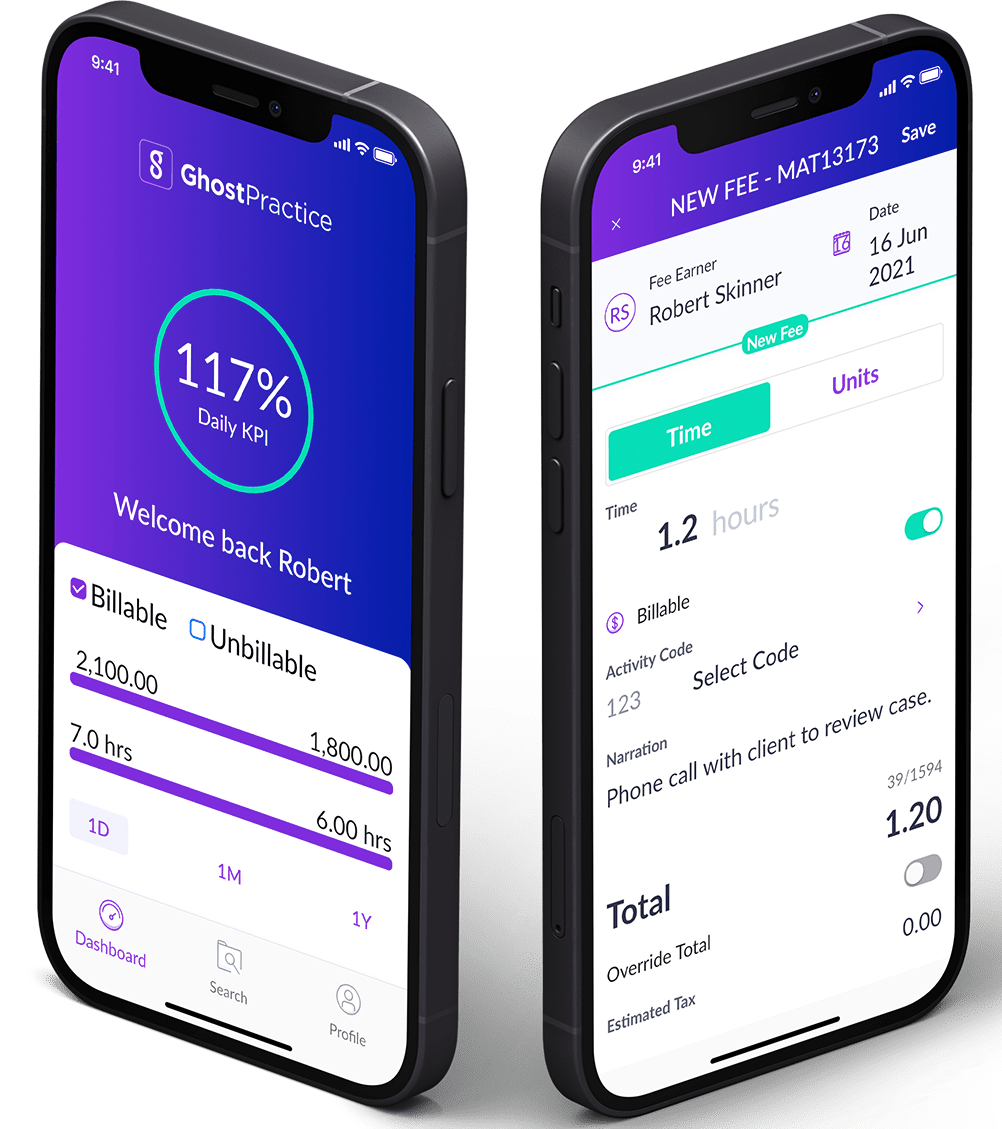 9:41
GhostPractice
117%
Daily KPI
Welcome back Robert
Billable
Unbillable
2,100.00
1,800.00
7.0 hrs
6.00 hrs
1D
1M
1Y
Dashboard
Search
Profile
9:41
NEW FEE - MAT13173
Save
Fee Earner
RS
Robert Skinner
Date
16
16 Jun
2021
New Fee
Time
Units
Time
1.2 hours
Billable
Activity Code
123
Select Code
Narration
Phone call with client to review case.
39/1594
1.20
Total
Override Total
0.00
Estimated Tax